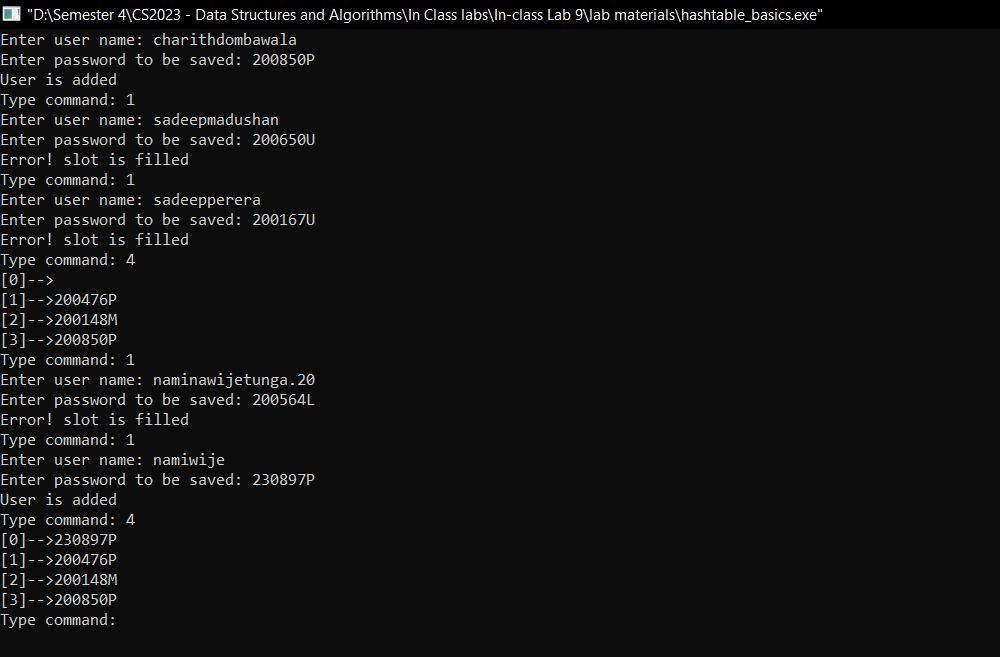 "D:\Semester 4\CS2023 - Data Structures and Algorithms\In Class labs\In-class Lab 9\lab materials\hashtable_basics.exe"
Enter user name: charithdombawala
Enter password to be saved: 200850P
User is added
Type command: 1
Enter user name: sadeepmadushan
Enter password to be saved: 200650U
Error! slot is filled
Type command: 1
Enter user name: sadeepperera
Enter password to be saved: 200167U
Error! slot is filled
Type command: 4
[0]-->
[1]-->200476P
[2]-->200148M
[3]-->200850P
Type command: 1
Enter user name: naminawijetunga.20
Enter password to be saved: 200564L
Error! slot is filled
Type command: 1
Enter user name: namiwije
Enter password to be saved: 230897P
User is added
Type command: 4
[0]-->230897P
[1]-->200476P
[2]-->200148M
[3]-->200850P
Type command: